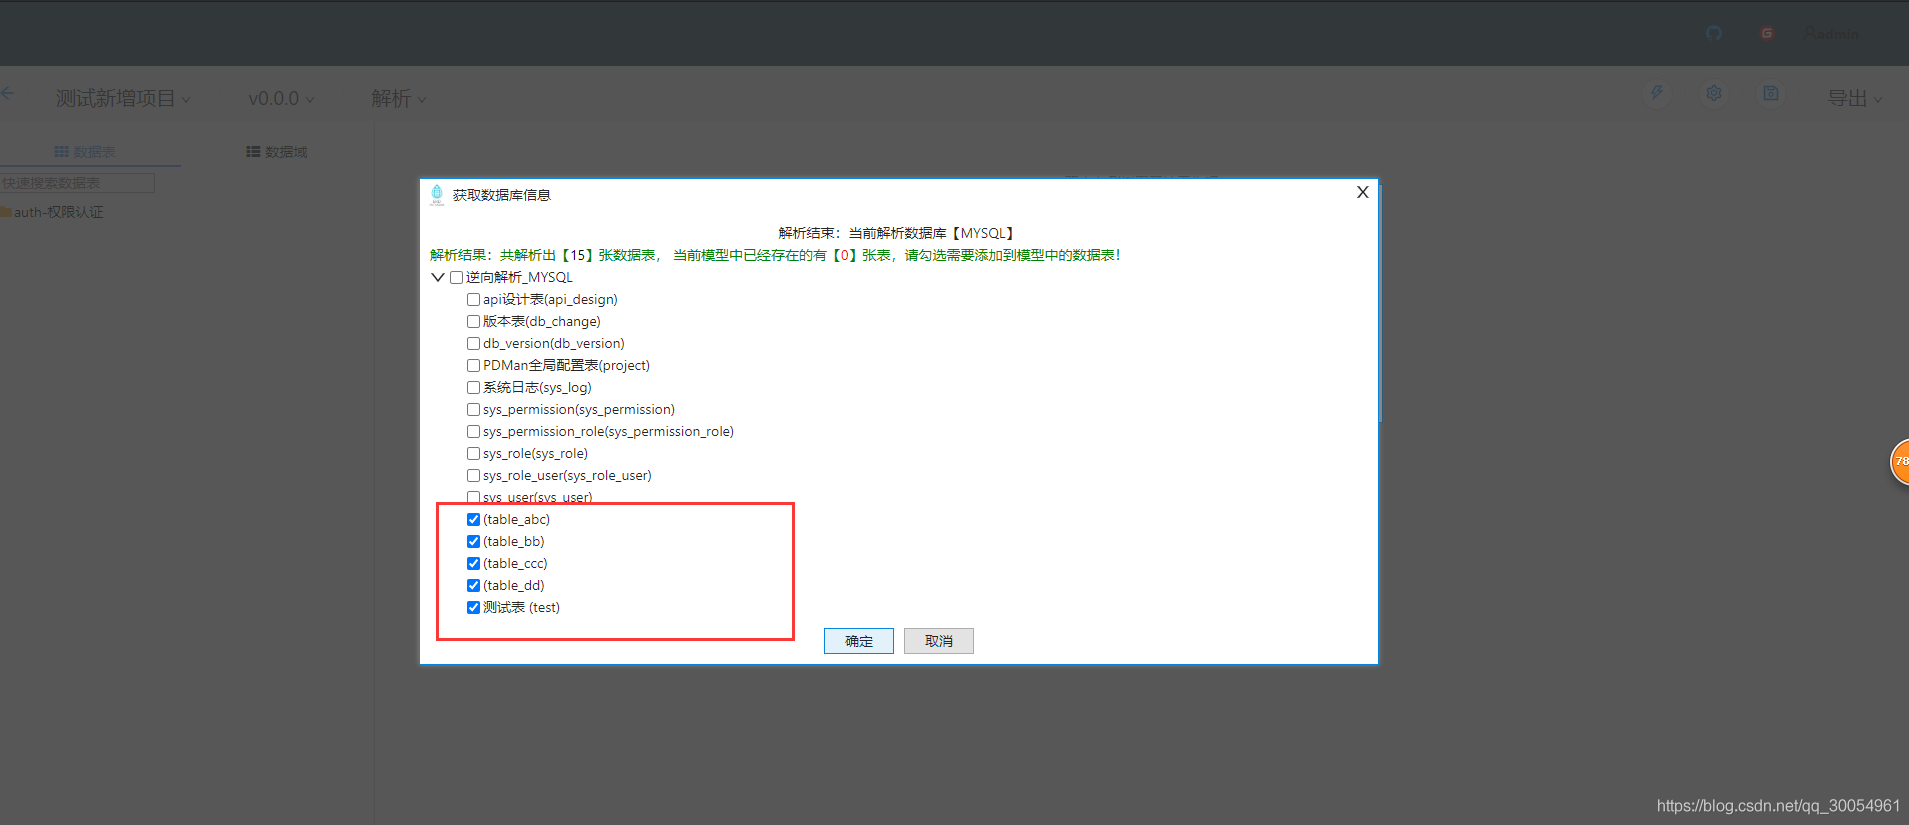 admin
测试新增项目
v0.0.0
解析
导出
数据表
数据域
快速搜索数据表
auth-权限认证
获取数据库信息
X
解析结束：当前解析数据库【MYSQL】
解析结果：共解析出【15】张数据表， 当前模型中已经存在的有【0】张表，请勾选需要添加到模型中的数据表！
逆向解析_MYSQL
api设计表(api_design)
版本表(db_change)
db_version(db_version)
PDMan全局配置表(project)
系统日志(sys_log)
sys_permission(sys_permission)
sys_permission_role(sys_permission_role)
sys_role(sys_role)
sys_role_user(sys_role_user)
sys_user(sys_user)
(table_abc)
(table_bb)
(table_ccc)
(table_dd)
测试表 (test)
确定
取消
78
https://blog.csdn.net/qq_30054961